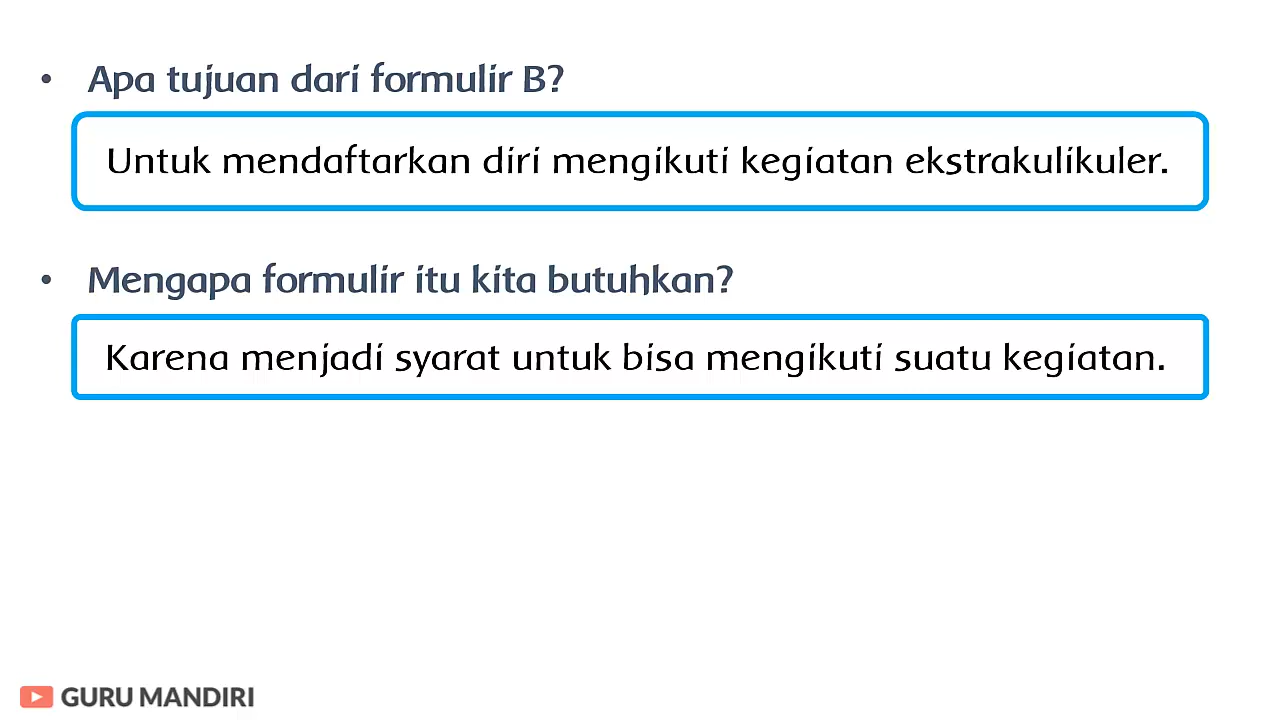 • Apa tujuan dari formulir B?
Untuk mendaftarkan diri mengikuti kegiatan ekstrakulikuler.
• Mengapa formulir itu kita butuhkan?
Karena menjadi syarat untuk bisa mengikuti suatu kegiatan.
GURU MANDIRI